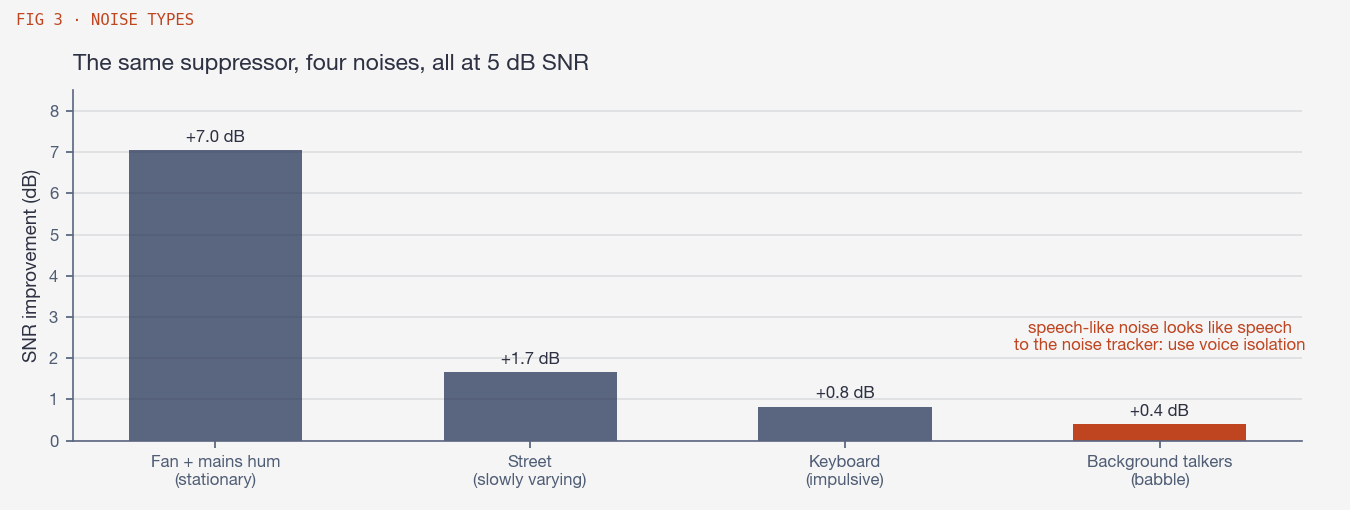 FIG 3 · NOISE TYPES
The same suppressor, four noises, all at 5 dB SNR
SNR improvement (dB)
8
7
6
5
4
3
2
1
0
+7.0 dB
+1.7 dB
+0.8 dB
+0.4 dB
speech-like noise looks like speech
to the noise tracker: use voice isolation
Fan + mains hum
(stationary)
Street
(slowly varying)
Keyboard
(impulsive)
Background talkers
(babble)